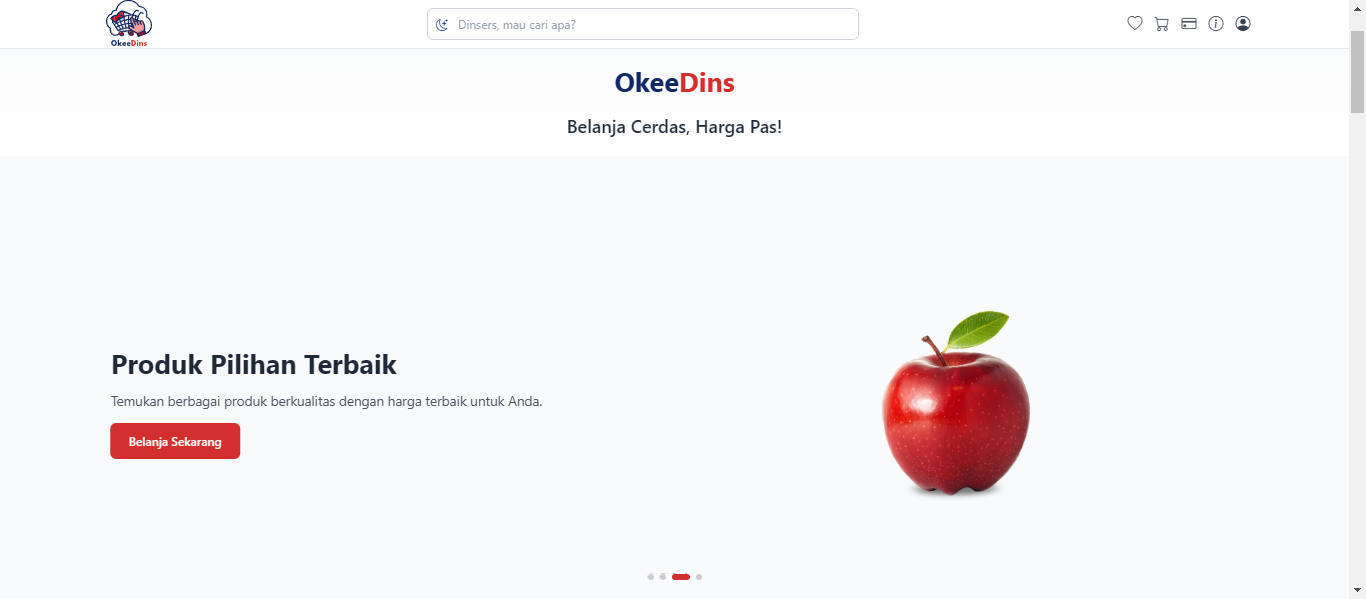 OkeeDins
Dinsers, mau cari apa?
OkeeDins
Belanja Cerdas, Harga Pas!
Produk Pilihan Terbaik
Temukan berbagai produk berkualitas dengan harga terbaik untuk Anda.
Belanja Sekarang